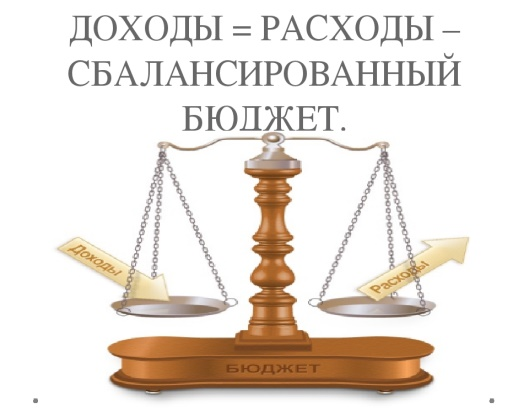 ДОХОДЫ = РАСХОДЫ –
СБАЛАНСИРОВАННЫЙ
БЮДЖЕТ.
Доходы
Расходы
БЮДЖЕТ